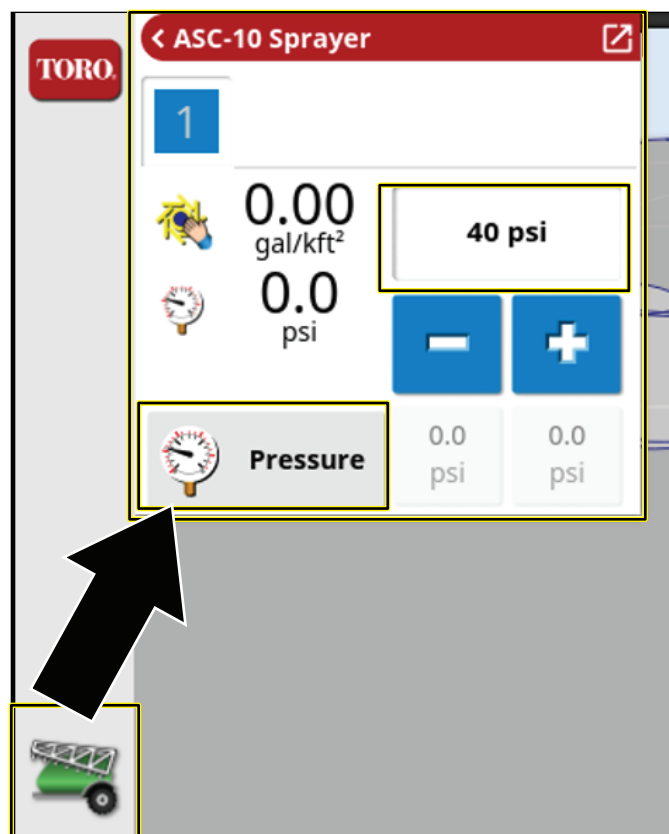 TORO.
ASC-10 Sprayer
1
0.00
gal/kft²
40 psi
0.0
psi
Pressure
0.0
psi
0.0
psi